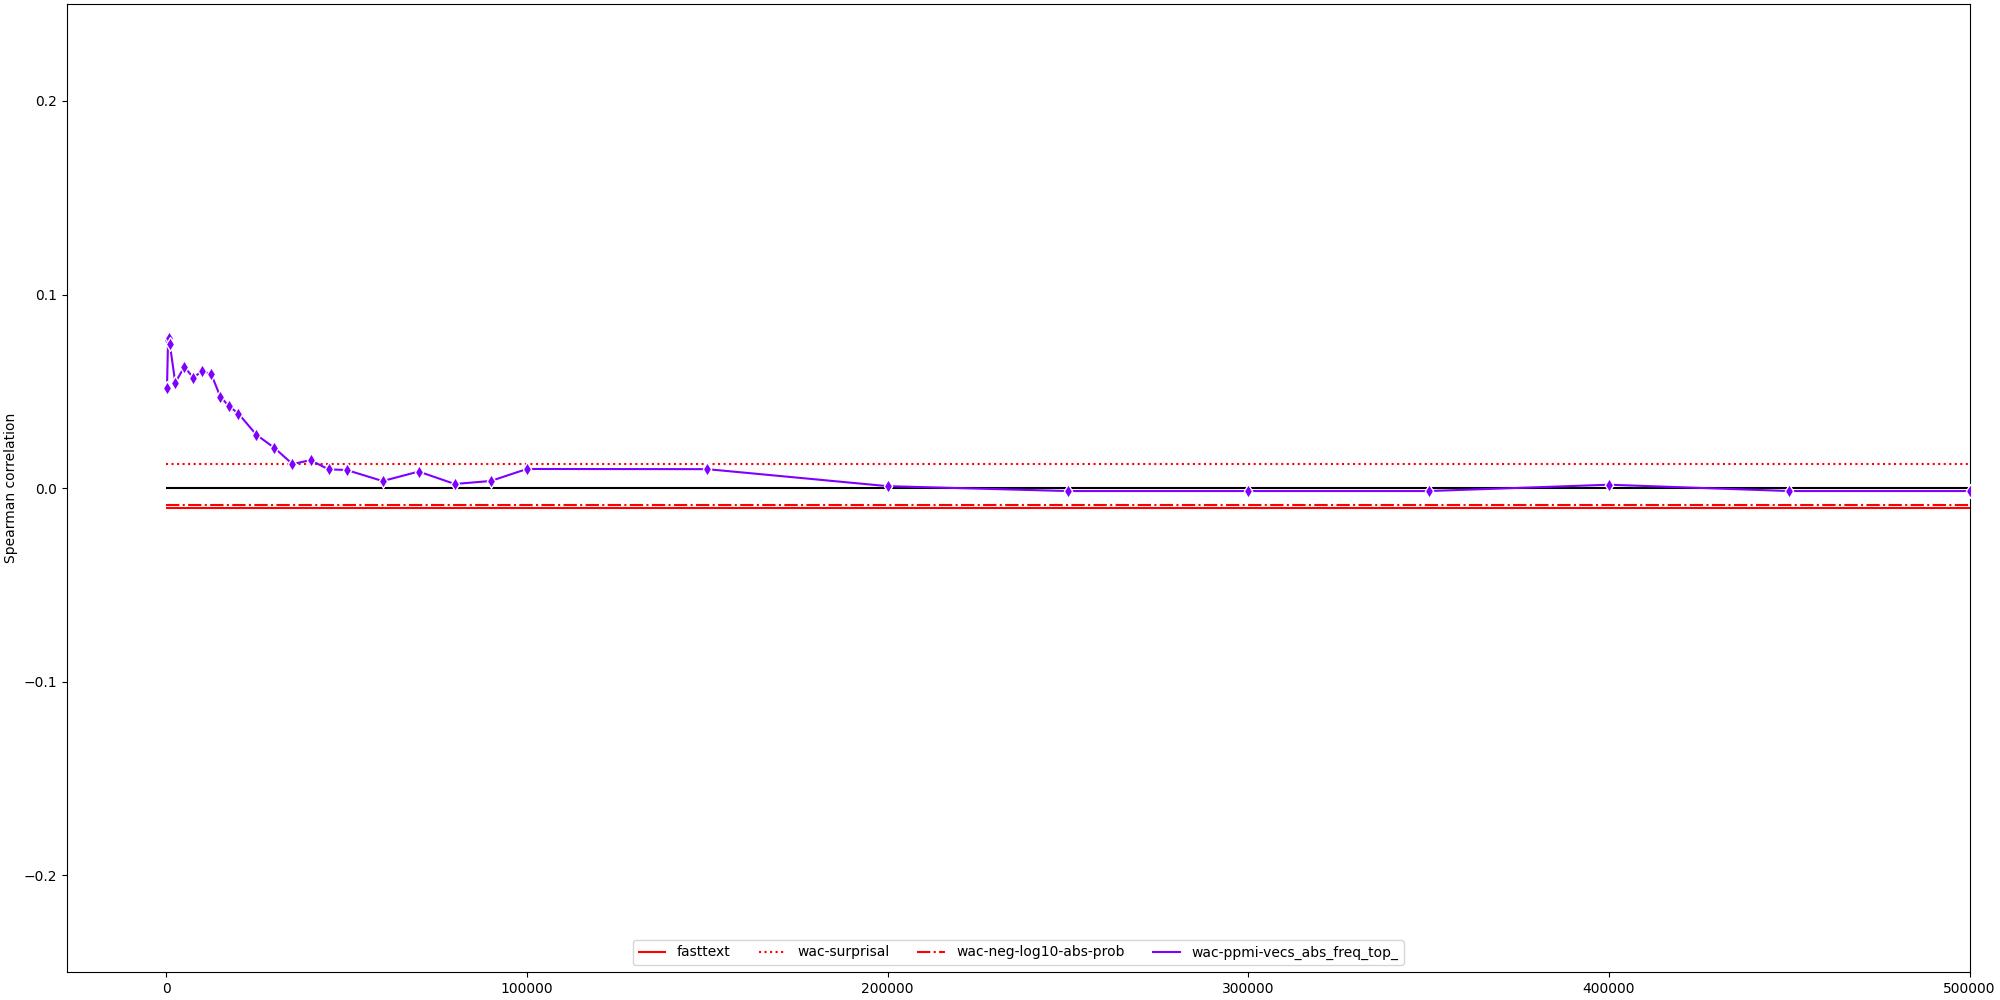 0.2
0.1
0.0
−0.1
−0.2
Spearman correlation
fasttext wac-surprisal wac-neg-log10-abs-prob wac-ppmi-vecs_abs_freq_top_
0 100000 200000 300000 400000 500000